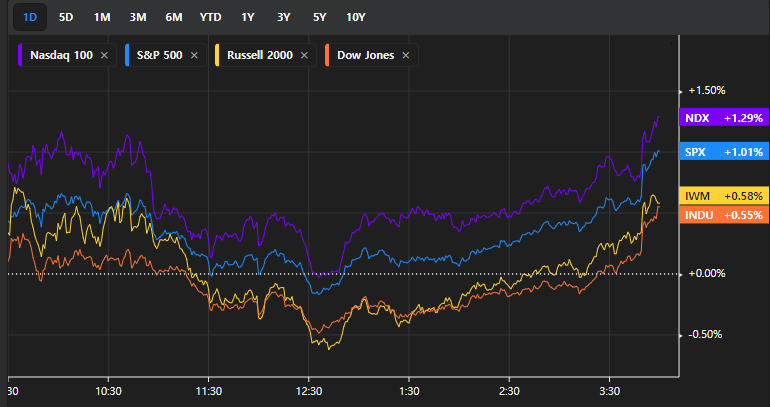 1D 5D 1M 3M 6M YTD 1Y 3Y 5Y 10Y
Nasdaq 100 × S&P 500 × Russell 2000 × Dow Jones ×
+1.50%
NDX +1.29%
SPX +1.01%
IWM +0.58%
INDU +0.55%
+0.00%
-0.50%
:30 10:30 11:30 12:30 1:30 2:30 3:30